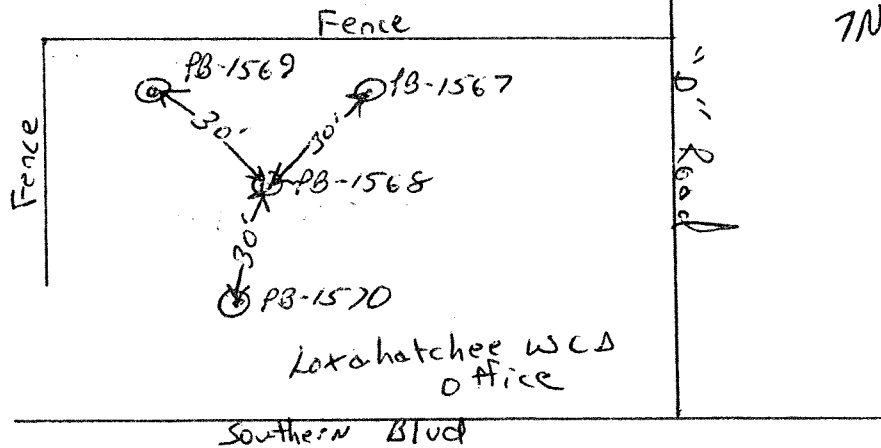 Fence
PB-1569
PB-1567
30'
30'
Fence
PB-1568
"D" Road
30'
PB-1570
Loxahatchee WCD
Office
Southern Blvd